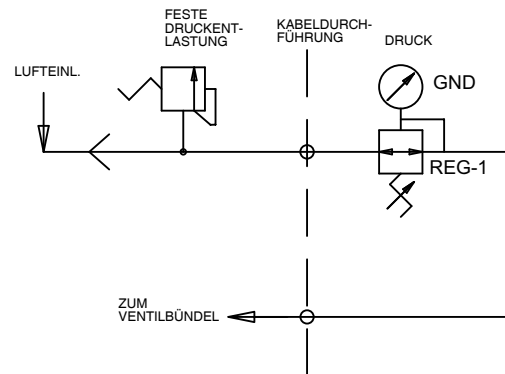 FESTE
DRUCKENT-
LASTUNG
KABELDURCH-
FÜHRUNG
DRUCK
LUFTEINL.
GND
REG-1
ZUM
VENTILBÜNDEL